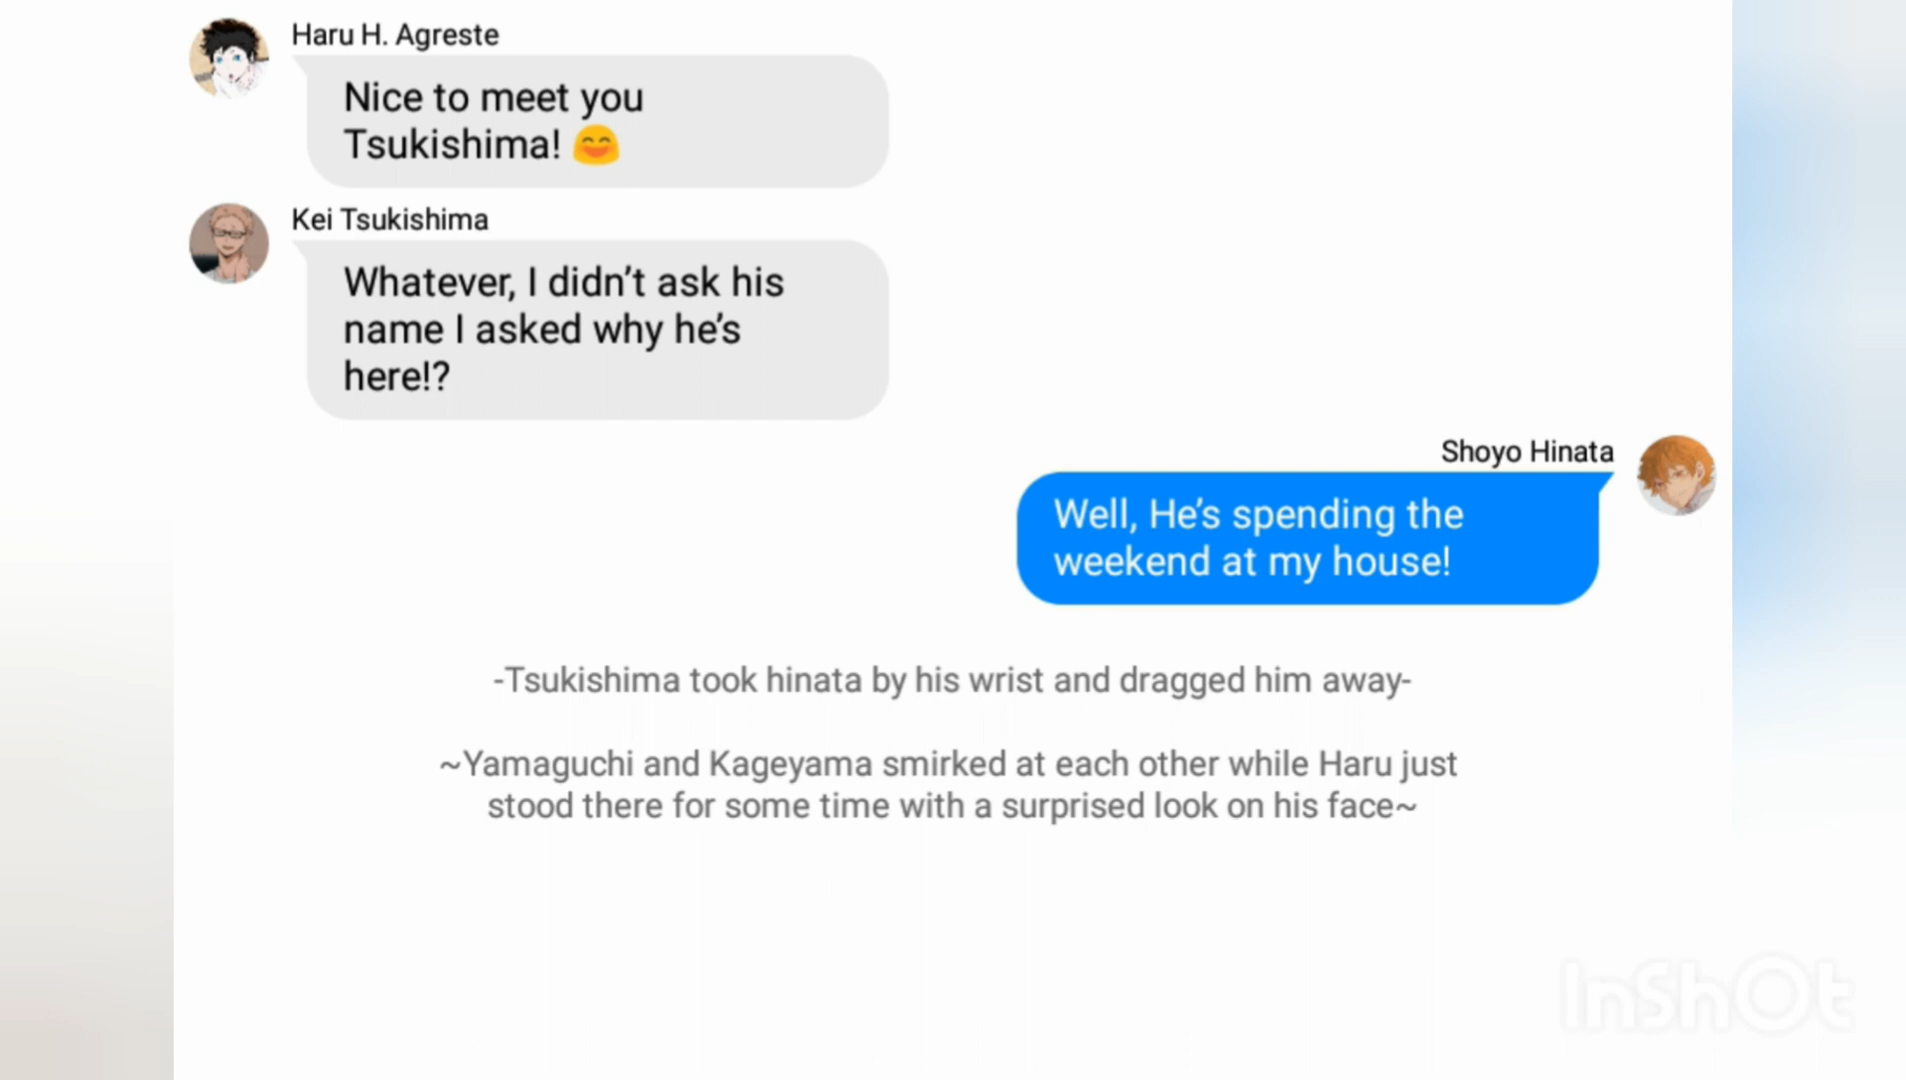 Haru H. Agreste
Nice to meet you
Tsukishima! 😄
Kei Tsukishima
Whatever, I didn’t ask his
name I asked why he’s
here!?
Shoyo Hinata
Well, He’s spending the
weekend at my house!
-Tsukishima took hinata by his wrist and dragged him away-
~Yamaguchi and Kageyama smirked at each other while Haru just
stood there for some time with a surprised look on his face~
InShOt